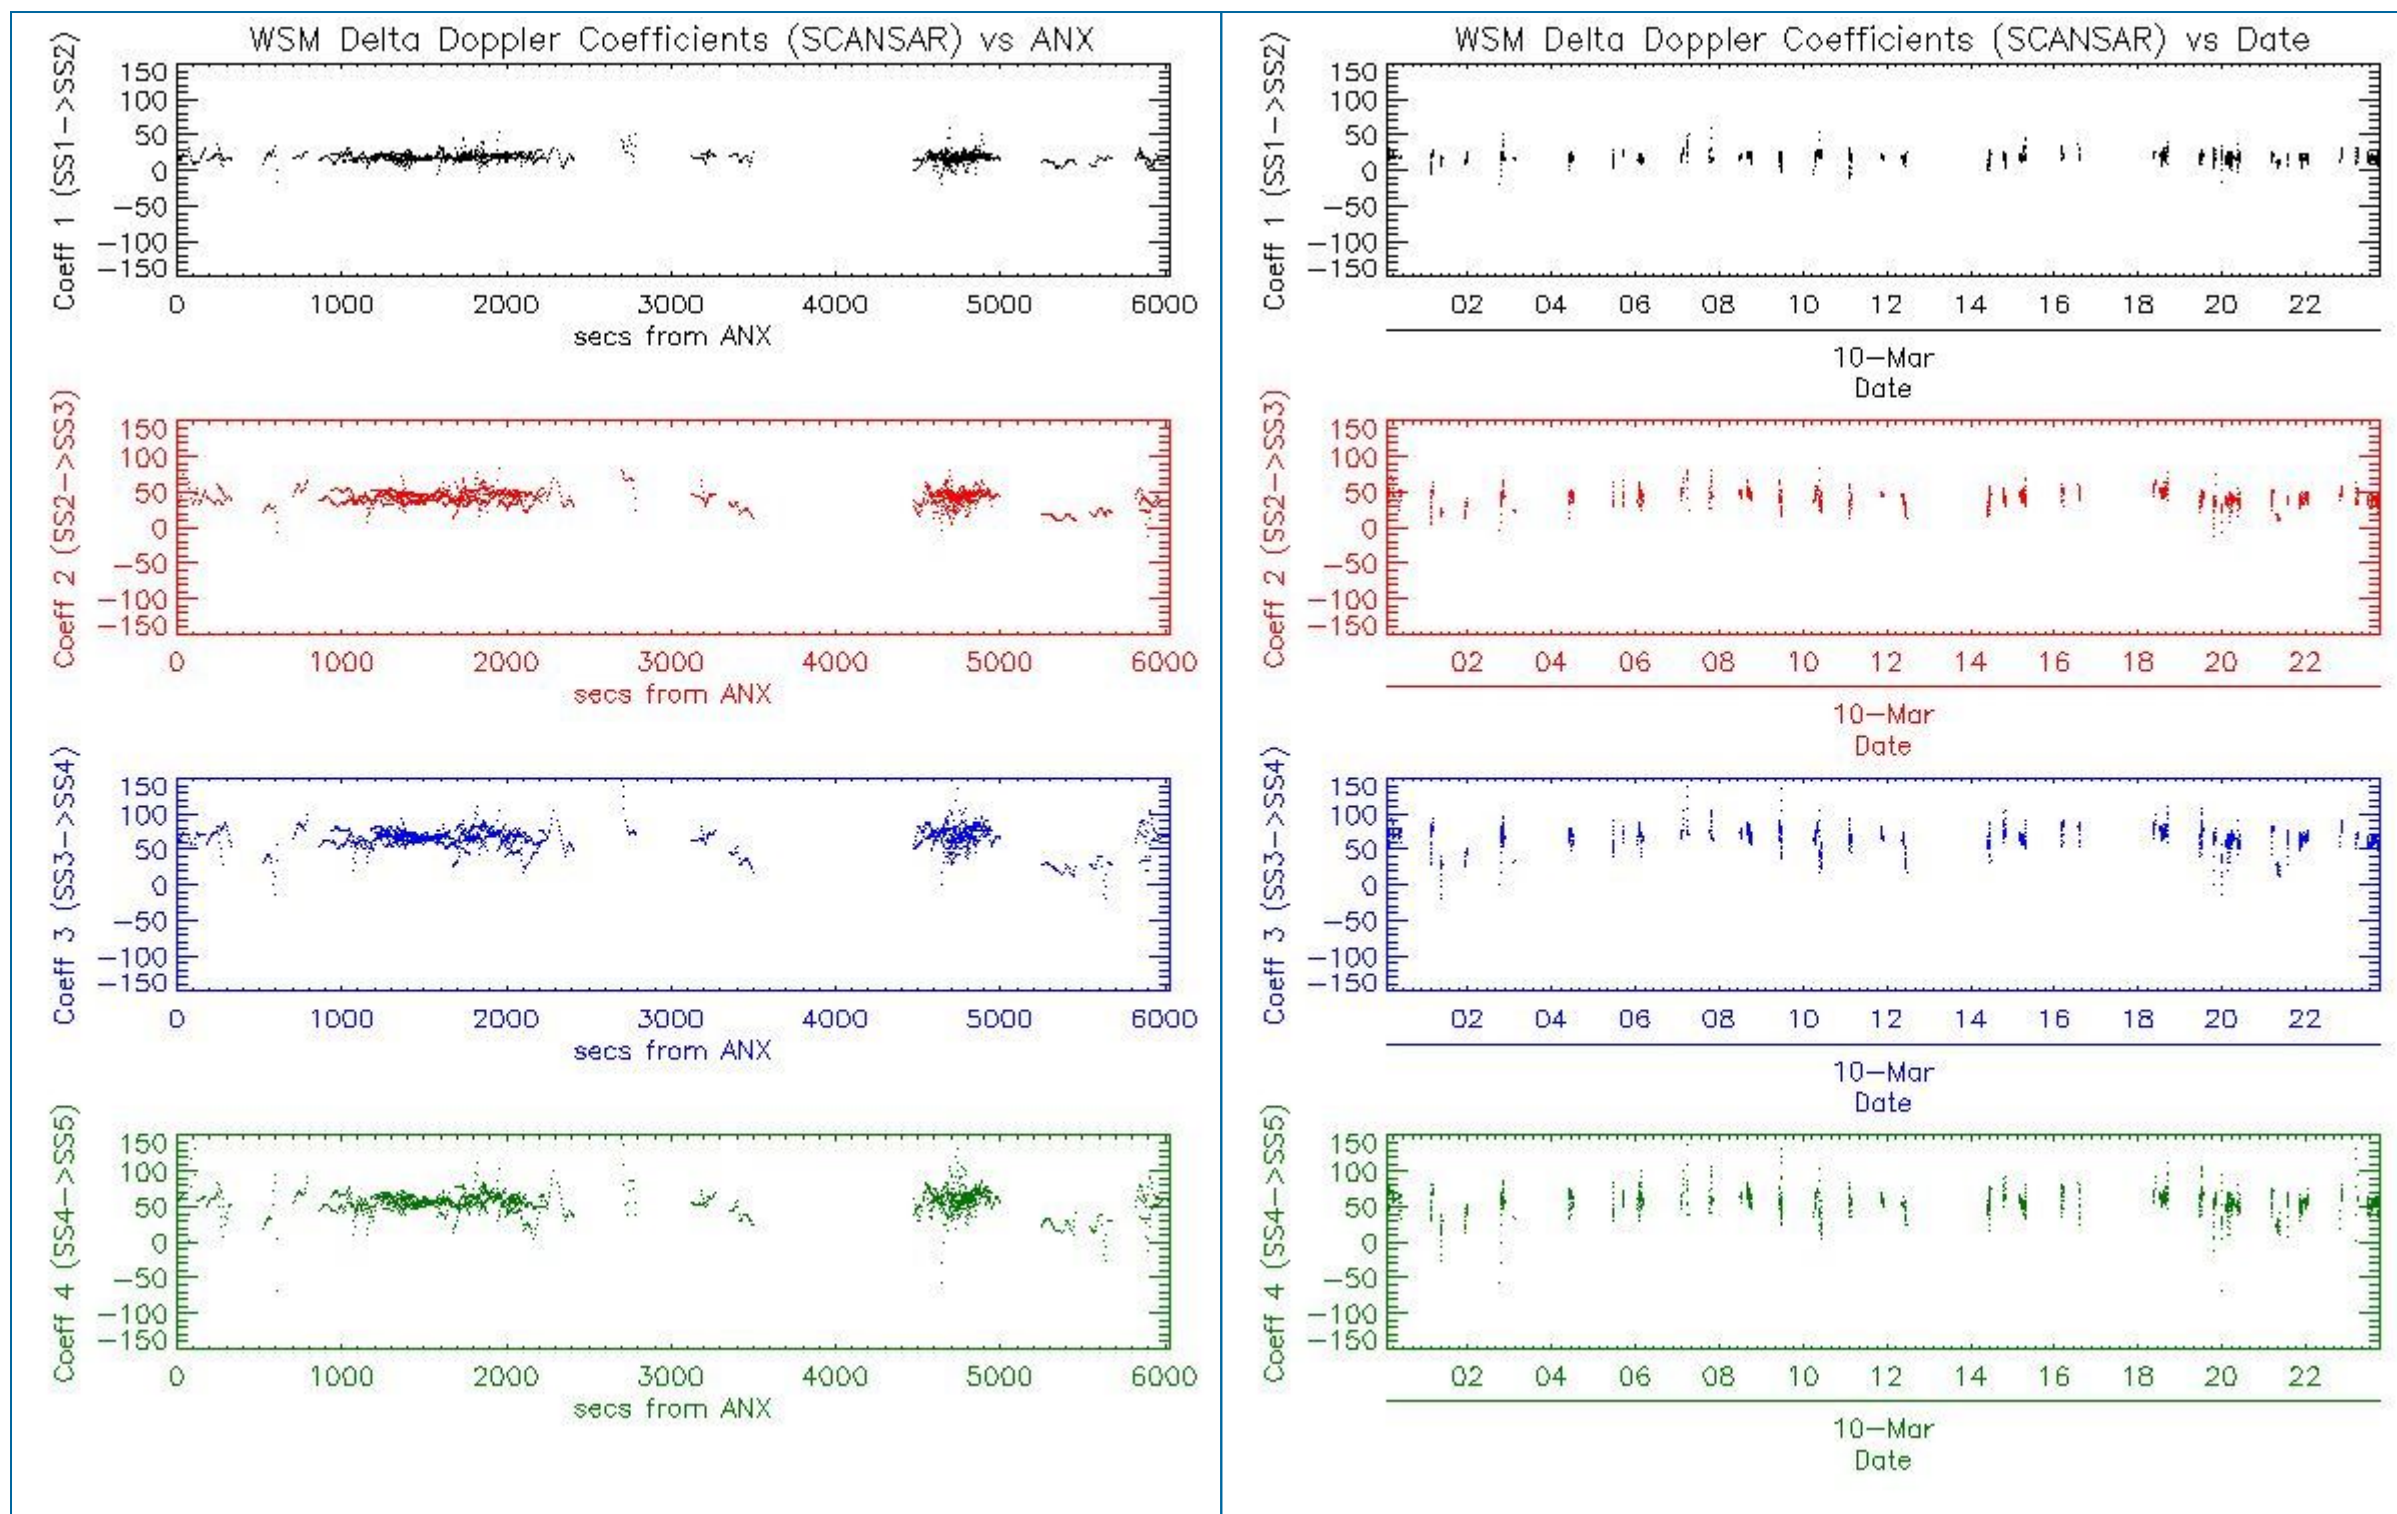 WSM Delta Doppler Coefficients (SCANSAR) vs ANX
Coeff 1 (SS1->SS2)
150
100
50
0
-50
-100
-150
0 1000 2000 3000 4000 5000 6000
secs from ANX
Coeff 2 (SS2->SS3)
150
100
50
0
-50
-100
-150
0 1000 2000 3000 4000 5000 6000
secs from ANX
Coeff 3 (SS3->SS4)
150
100
50
0
-50
-100
-150
0 1000 2000 3000 4000 5000 6000
secs from ANX
Coeff 4 (SS4->SS5)
150
100
50
0
-50
-100
-150
0 1000 2000 3000 4000 5000 6000
secs from ANX
WSM Delta Doppler Coefficients (SCANSAR) vs Date
Coeff 1 (SS1->SS2)
150
100
50
0
-50
-100
-150
02 04 06 08 10 12 14 16 18 20 22
10-Mar
Date
Coeff 2 (SS2->SS3)
150
100
50
0
-50
-100
-150
02 04 06 08 10 12 14 16 18 20 22
10-Mar
Date
Coeff 3 (SS3->SS4)
150
100
50
0
-50
-100
-150
02 04 06 08 10 12 14 16 18 20 22
10-Mar
Date
Coeff 4 (SS4->SS5)
150
100
50
0
-50
-100
-150
02 04 06 08 10 12 14 16 18 20 22
10-Mar
Date